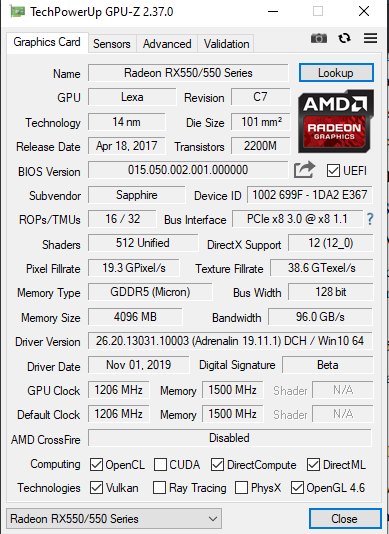 TechPowerUp GPU-Z 2.37.0
Graphics Card Sensors Advanced Validation
Name Radeon RX550/550 Series Lookup
GPU Lexa Revision C7
Technology 14 nm Die Size 101 mm²
Release Date Apr 18, 2017 Transistors 2200M
AMD
RADEON
GRAPHICS
BIOS Version 015.050.002.001.000000 UEFI
Subvendor Sapphire Device ID 1002 699F - 1DA2 E367
ROPs/TMUs 16 / 32 Bus Interface PCIe x8 3.0 @ x8 1.1 ?
Shaders 512 Unified DirectX Support 12 (12_0)
Pixel Fillrate 19.3 GPixel/s Texture Fillrate 38.6 GTexel/s
Memory Type GDDR5 (Micron) Bus Width 128 bit
Memory Size 4096 MB Bandwidth 96.0 GB/s
Driver Version 26.20.13031.10003 (Adrenalin 19.11.1) DCH / Win10 64
Driver Date Nov 01, 2019 Digital Signature Beta
GPU Clock 1206 MHz Memory 1500 MHz Shader N/A
Default Clock 1206 MHz Memory 1500 MHz Shader N/A
AMD CrossFire Disabled
Computing OpenCL CUDA DirectCompute DirectML
Technologies Vulkan Ray Tracing PhysX OpenGL 4.6
Radeon RX550/550 Series Close